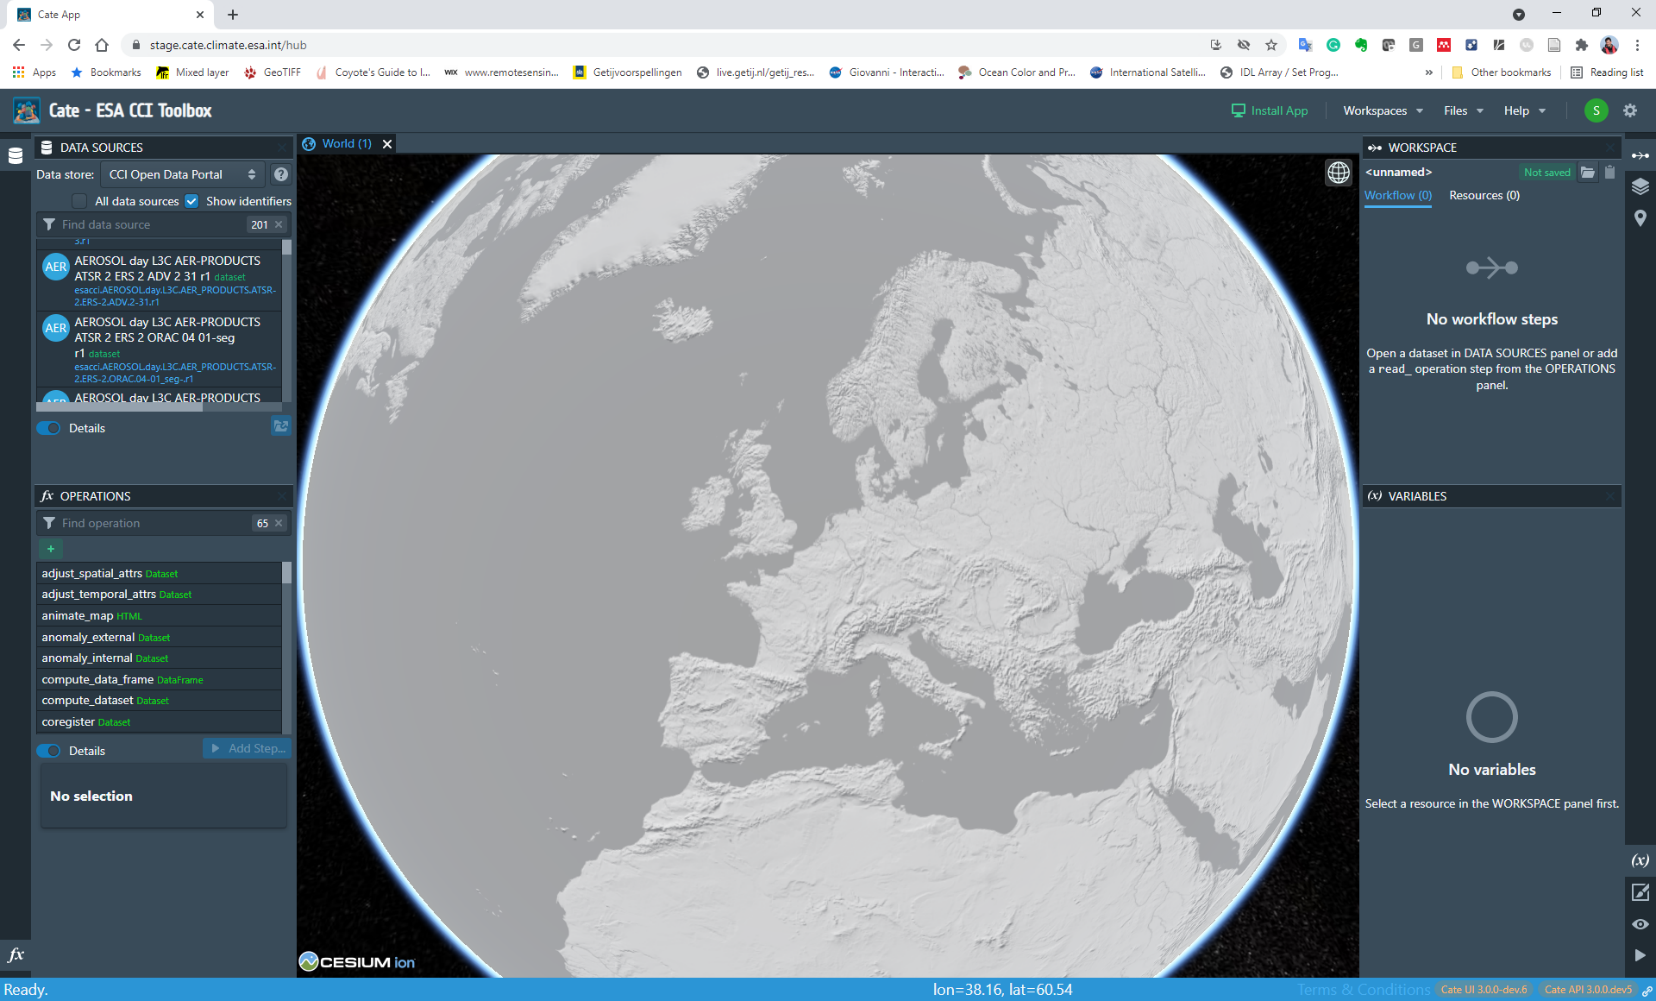 Cate App
stage.cate.climate.esa.int/hub
Apps
Bookmarks
Mixed layer
GeoTIFF
Coyote's Guide to I...
WIX
www.remotesensin...
Getijvoorspellingen
live.getij.nl/getij_res...
Giovanni - Interacti...
Ocean Color and Pr...
International Satelli...
IDL Array / Set Prog...
»
Other bookmarks
Reading list
Cate - ESA CCI Toolbox
Install App
Workspaces
Files
Help
S
DATA SOURCES
Data store:
CCI Open Data Portal
All data sources
Show identifiers
Find data source
201
3.r1
AER
AEROSOL day L3C AER-PRODUCTS
ATSR 2 ERS 2 ADV 2 31 r1 dataset
esacci.AEROSOL.day.L3C.AER_PRODUCTS.ATSR-
2.ERS-2.ADV.2-31.r1
AER
AEROSOL day L3C AER-PRODUCTS
ATSR 2 ERS 2 ORAC 04 01-seg
r1 dataset
esacci.AEROSOL.day.L3C.AER_PRODUCTS.ATSR-
2.ERS-2.ORAC.04-01_seg-.r1
AER
AEROSOL day L3C AER-PRODUCTS
Details
fx OPERATIONS
Find operation
65
+
adjust_spatial_attrs Dataset
adjust_temporal_attrs Dataset
animate_map HTML
anomaly_external Dataset
anomaly_internal Dataset
compute_data_frame DataFrame
compute_dataset Dataset
coregister Dataset
Details
Add Step...
No selection
fx
World (1)
CESIUM ion
WORKSPACE
<unnamed>
Not saved
Workflow (0)
Resources (0)
No workflow steps
Open a dataset in DATA SOURCES panel or add
a read_ operation step from the OPERATIONS
panel.
(x) VARIABLES
No variables
Select a resource in the WORKSPACE panel first.
(x)
Ready.
lon=38.16, lat=60.54
Terms & Conditions
Cate UI 3.0.0-dev.6
Cate API 3.0.0.dev5